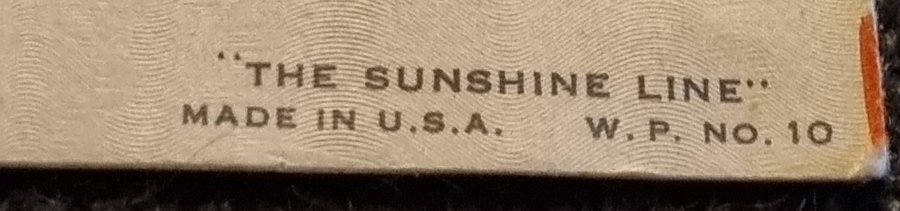 "THE SUNSHINE LINE"
MADE IN U.S.A. W. P. NO. 10